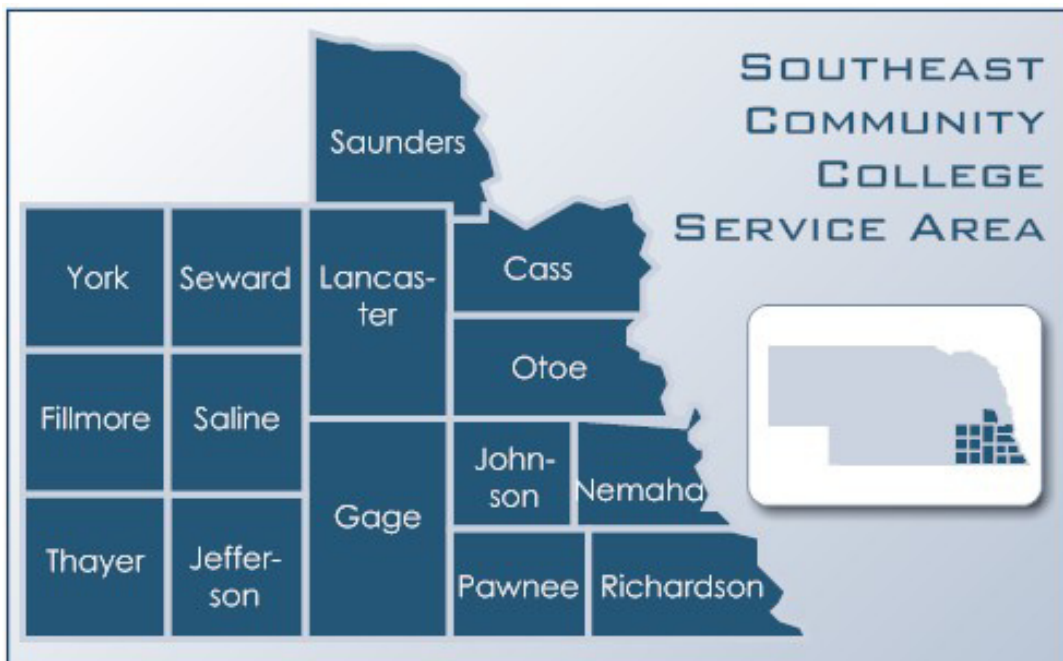 SOUTHEAST
COMMUNITY
COLLEGE
SERVICE AREA
Saunders
York
Seward
Lancas-
ter
Cass
Otoe
Fillmore
Saline
Gage
John-
son
Nemaha
Thayer
Jeffer-
son
Pawnee
Richardson